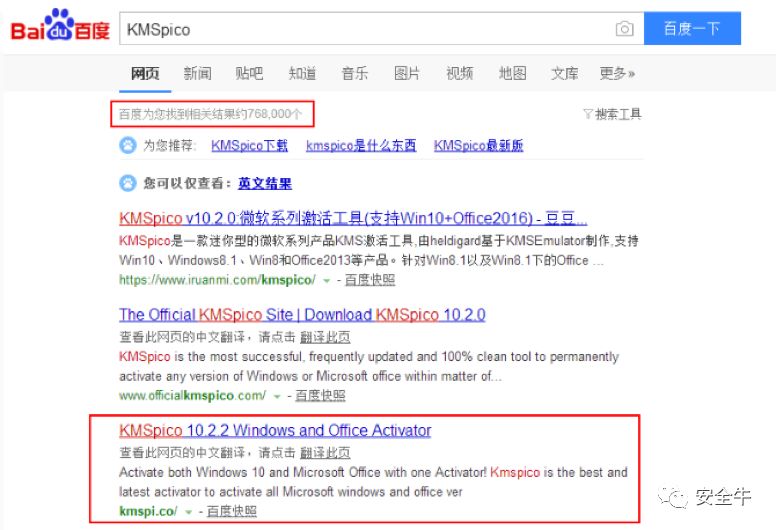 Bai du 百度
KMSpico
百度一下
网页 新闻 贴吧 知道 音乐 图片 视频 地图 文库 更多»
百度为您找到相关结果约768,000个
搜索工具
为您推荐: KMSpico下载 kmspico是什么东西 KMSpico最新版
您可以仅查看：英文结果
KMSpico v10.2.0:微软系列激活工具(支持Win10+Office2016) - 豆豆...
KMSpico是一款迷你型的微软系列产品KMS激活工具,由heldigard基于KMSEmulator制作,支持
Win10、Windows8.1、Win8和Office2013等产品。针对Win8.1以及Win8.1下的Office ...
https://www.iruanmi.com/kmspico/ - 百度快照
The Official KMSpico Site | Download KMSpico 10.2.0
查看此网页的中文翻译，请点击 翻译此页
KMSpico is the most successful, frequently updated and 100% clean tool to permanently
activate any version of Windows or Microsoft office within matter of...
www.officialkmspico.com/ - 百度快照
KMSpico 10.2.2 Windows and Office Activator
查看此网页的中文翻译，请点击 翻译此页
Activate both Windows 10 and Microsoft Office with one Activator! Kmspico is the best and
latest activator to activate all Microsoft windows and office ver
kmspi.co/ - 百度快照
安全牛